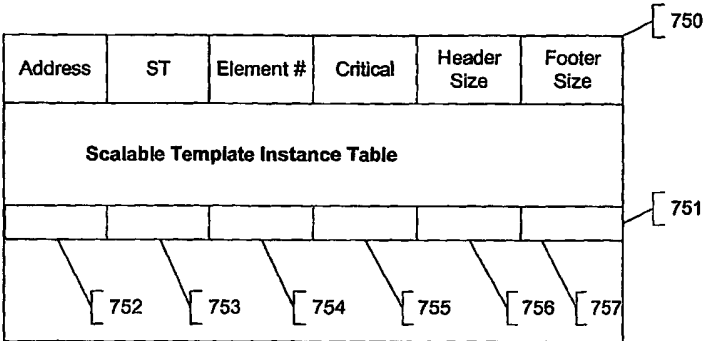 750
Address ST Element # Critical Header Size Footer Size
Scalable Template Instance Table
751
752 753 754 755 756 757